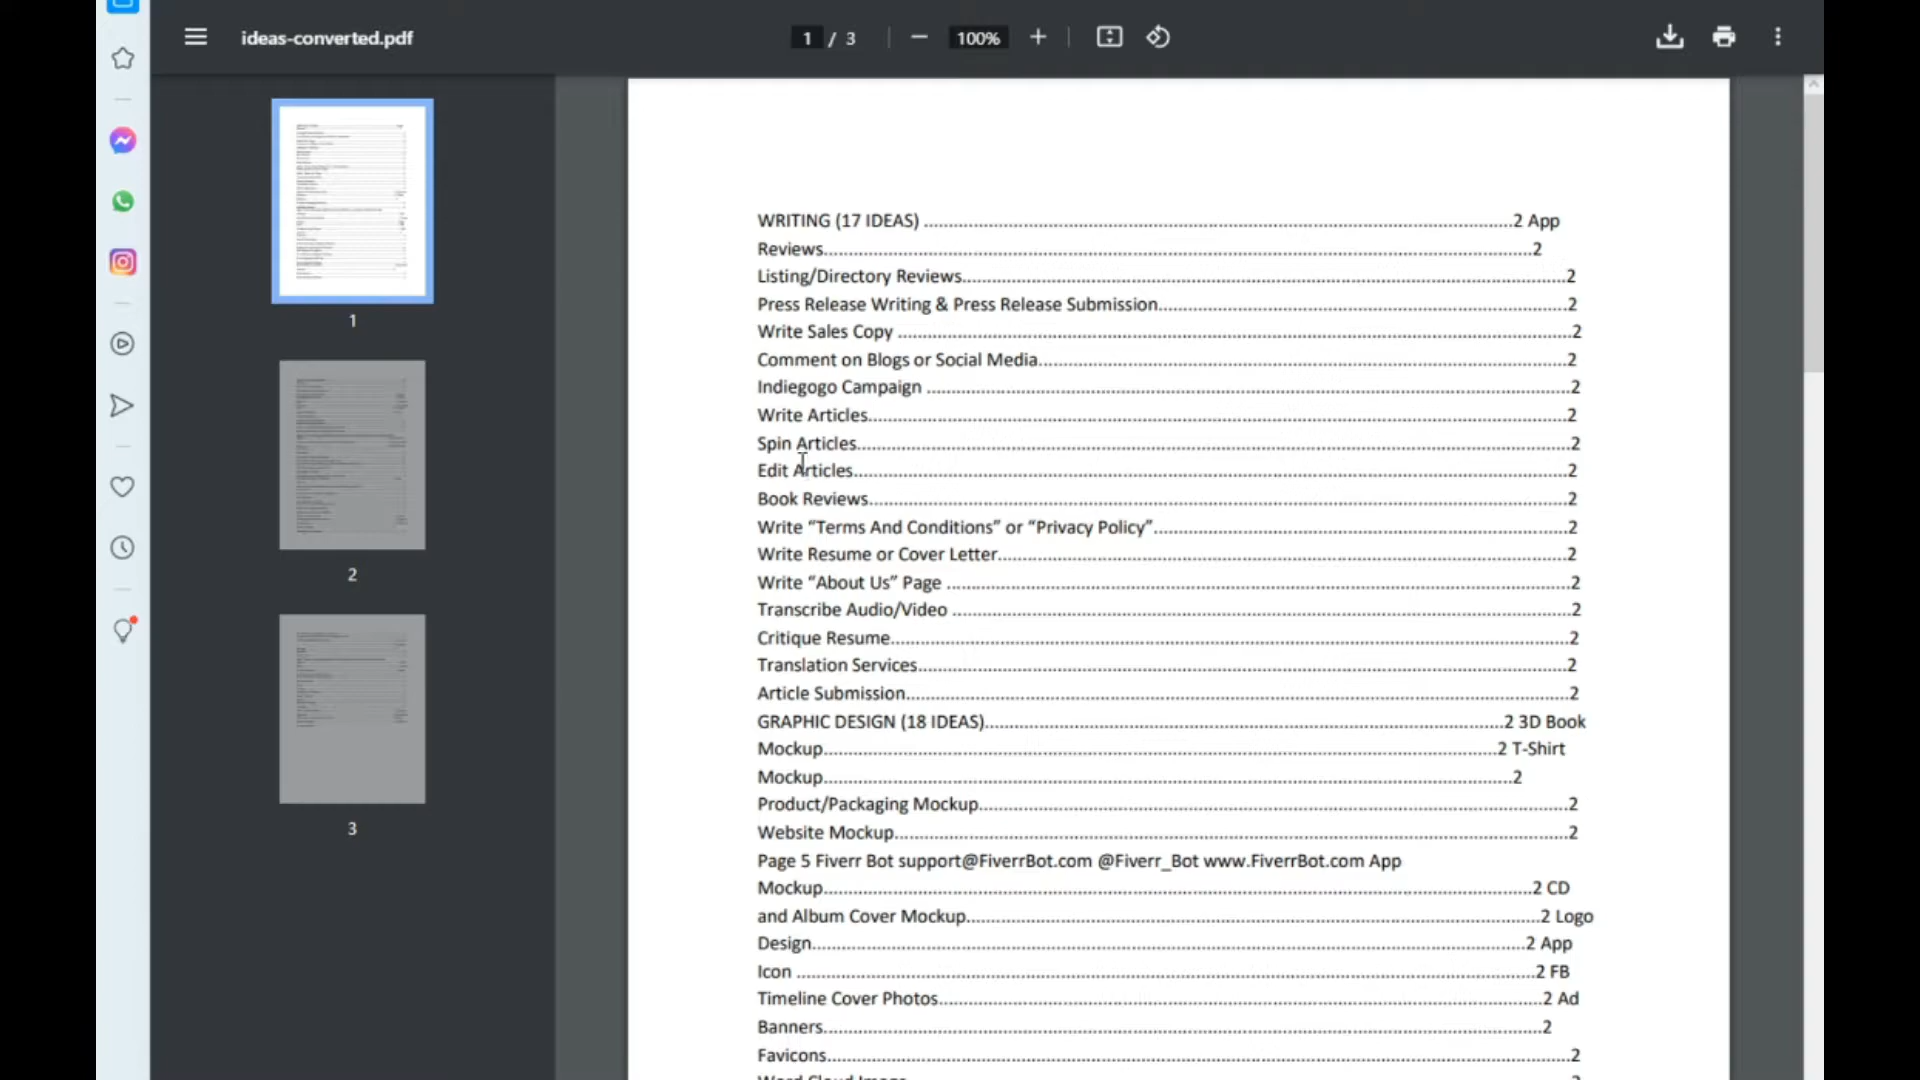 ideas-converted.pdf
1 / 3
100%
1
2
3
WRITING (17 IDEAS) ........................................2 App
Reviews........................................2
Listing/Directory Reviews........................................2
Press Release Writing & Press Release Submission........................................2
Write Sales Copy ........................................2
Comment on Blogs or Social Media........................................2
Indiegogo Campaign ........................................2
Write Articles........................................2
Spin Articles........................................2
Edit Articles........................................2
Book Reviews........................................2
Write “Terms And Conditions” or “Privacy Policy”........................................2
Write Resume or Cover Letter........................................2
Write “About Us” Page ........................................2
Transcribe Audio/Video ........................................2
Critique Resume........................................2
Translation Services........................................2
Article Submission........................................2
GRAPHIC DESIGN (18 IDEAS)........................................2 3D Book
Mockup........................................2 T-Shirt
Mockup........................................2
Product/Packaging Mockup........................................2
Website Mockup........................................2
Page 5 Fiverr Bot support@FiverrBot.com @Fiverr_Bot www.FiverrBot.com App
Mockup........................................2 CD
and Album Cover Mockup........................................2 Logo
Design........................................2 App
Icon ........................................2 FB
Timeline Cover Photos........................................2 Ad
Banners........................................2
Favicons........................................2